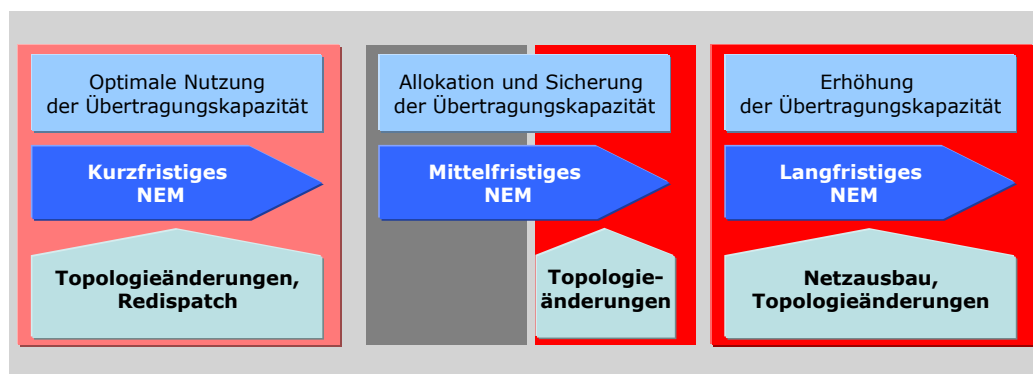 Optimale Nutzung
der Übertragungskapazität
Kurzfristiges
NEM
Topologieänderungen,
Redispatch
Allokation und Sicherung
der Übertragungskapazität
Mittelfristiges
NEM
Topologie-
änderungen
Erhöhung
der Übertragungskapazität
Langfristiges
NEM
Netzausbau,
Topologieänderungen